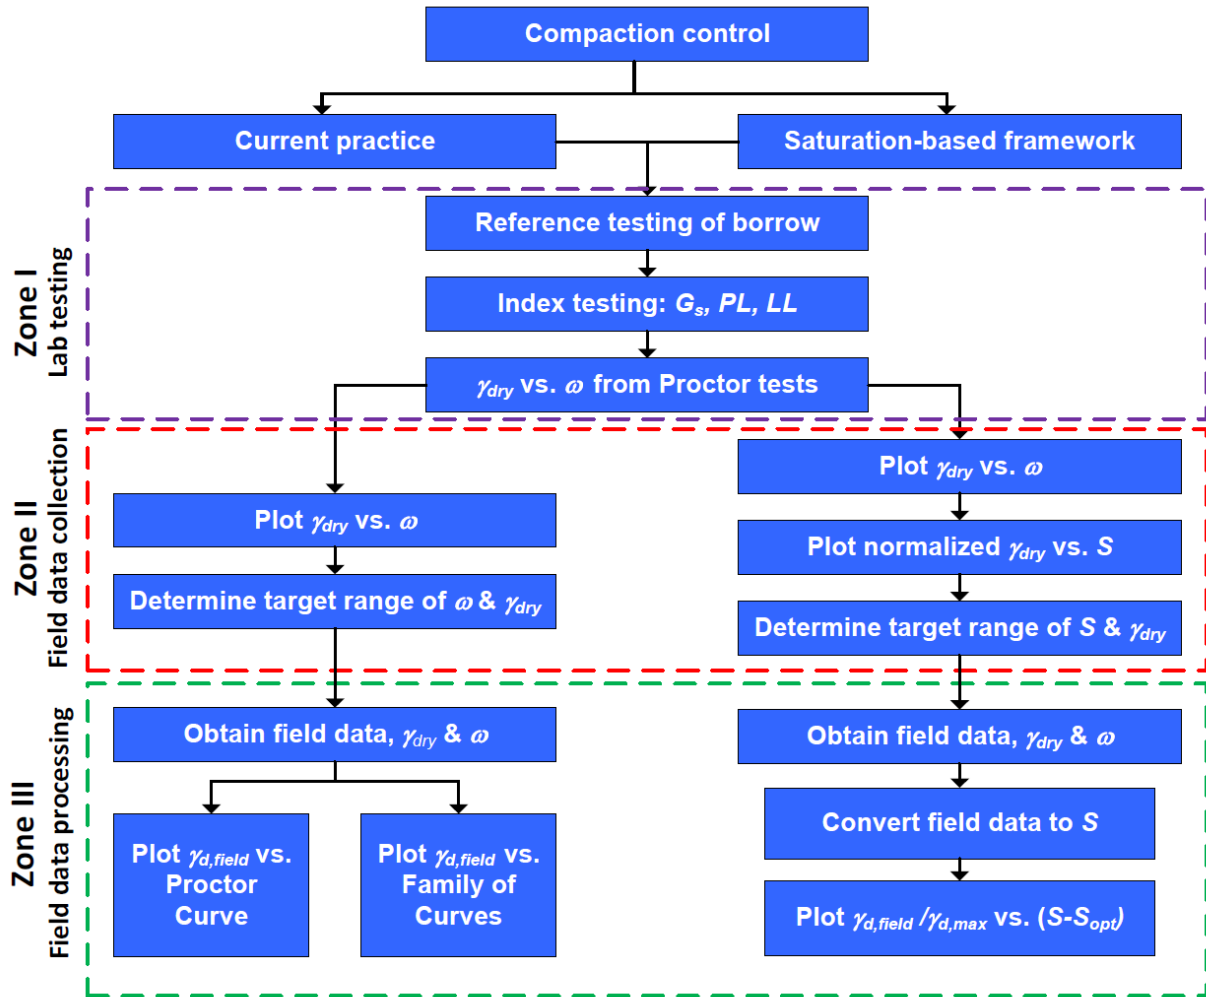 Compaction control
Current practice
Saturation-based framework
Zone I
Lab testing
Reference testing of borrow
Index testing: Gₛ, PL, LL
γdry vs. ω from Proctor tests
Zone II
Field data collection
Plot γdry vs. ω
Determine target range of ω & γdry
Plot γdry vs. ω
Plot normalized γdry vs. S
Determine target range of S & γdry
Zone III
Field data processing
Obtain field data, γdry & ω
Plot γd,field vs.
Proctor
Curve
Plot γd,field vs.
Family of
Curves
Obtain field data, γdry & ω
Convert field data to S
Plot γd,field /γd,max vs. (S-Sopt)